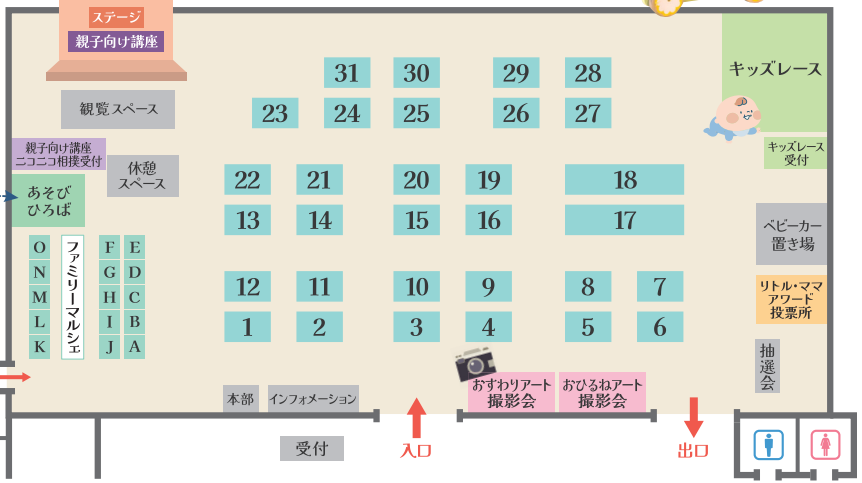 ステージ
親子向け講座
キッズレース
31
30
29
28
観覧スペース
23
24
25
26
27
親子向け講座
ニコニコ相撲受付
休憩
スペース
キッズレース
受付
あそび
ひろば
22
21
20
19
18
13
14
15
16
17
ベビーカー
置き場
O
N
M
L
K
ファミリーマルシェ
F
G
H
I
J
E
D
C
B
A
12
11
10
9
8
7
リトル・ママ
アワード
投票所
1
2
3
4
5
6
抽選会
本部
インフォメーション
おすわりアート
撮影会
おひるねアート
撮影会
受付
入口
出口